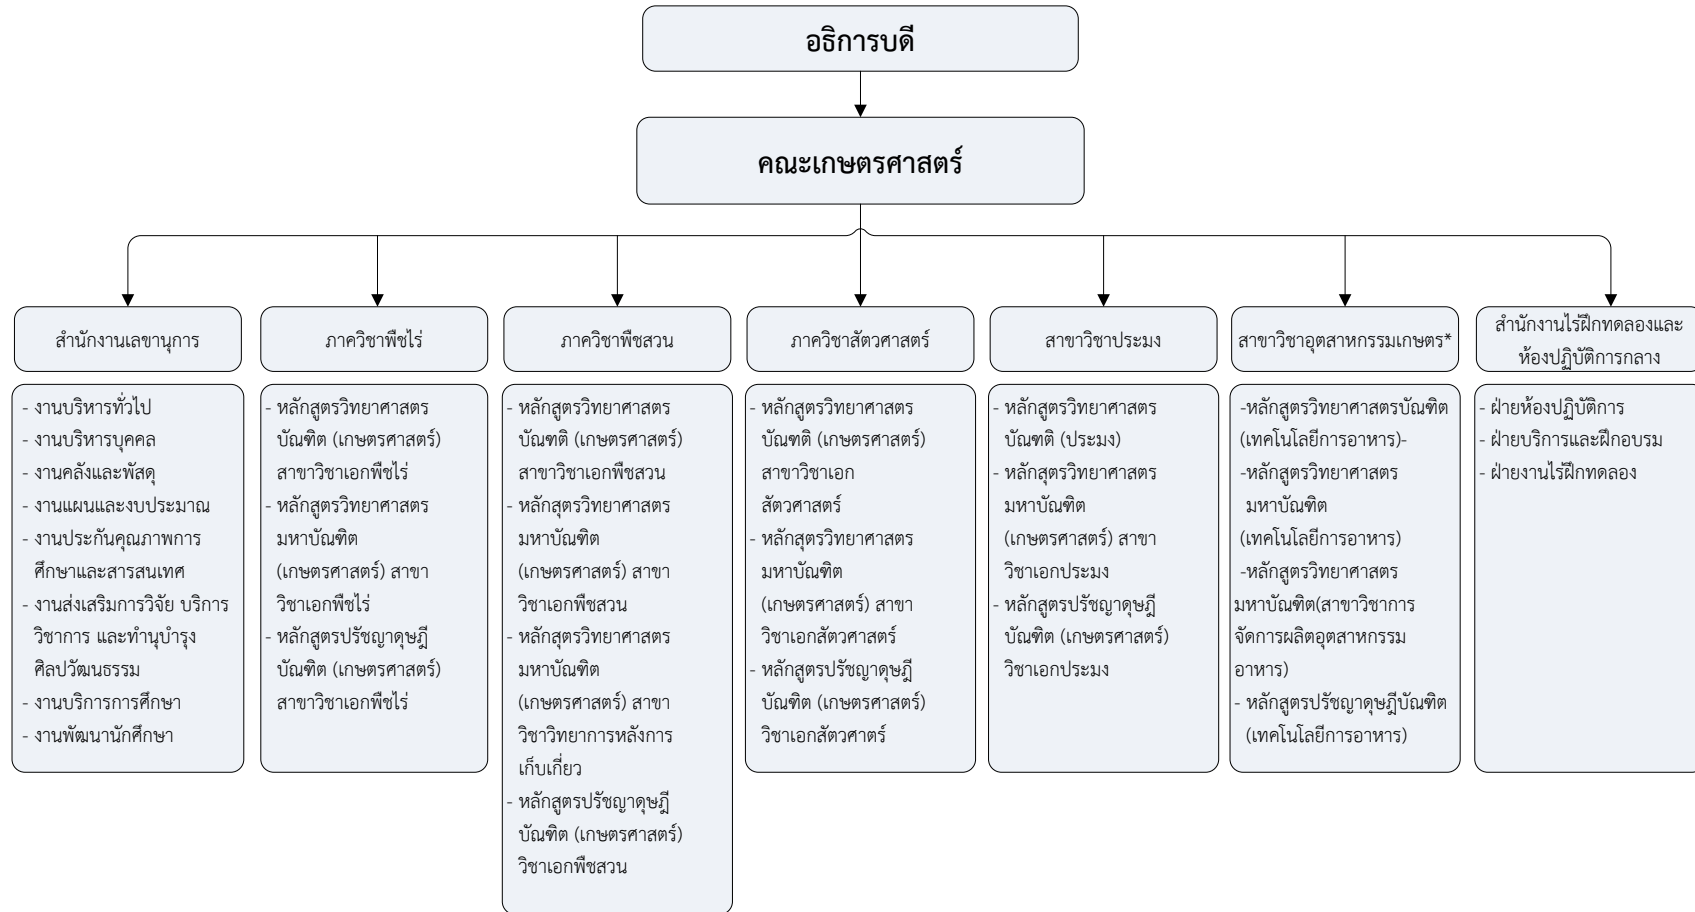 อธิการบดี
คณะเกษตรศาสตร์
สำนักงานเลขานุการ
- งานบริหารทั่วไป
- งานบริหารบุคคล
- งานคลังและพัสดุ
- งานแผนและงบประมาณ
- งานประกันคุณภาพการ
ศึกษาและสารสนเทศ
- งานส่งเสริมการวิจัย บริการ
วิชาการ และทำนุบำรุง
ศิลปวัฒนธรรม
- งานบริการการศึกษา
- งานพัฒนานักศึกษา
ภาควิชาพืชไร่
- หลักสูตรวิทยาศาสตร
บัณฑิต (เกษตรศาสตร์)
สาขาวิชาเอกพืชไร่
- หลักสูตรวิทยาศาสตร
มหาบัณฑิต
(เกษตรศาสตร์) สาขา
วิชาเอกพืชไร่
- หลักสูตรปรัชญาดุษฎี
บัณฑิต (เกษตรศาสตร์)
สาขาวิชาเอกพืชไร่
ภาควิชาพืชสวน
- หลักสูตรวิทยาศาสตร
บัณฑติ (เกษตรศาสตร์)
สาขาวิชาเอกพืชสวน
- หลักสุตรวิทยาศาสตร
มหาบัณฑิต
(เกษตรศาสตร์) สาขา
วิชาเอกพืชสวน
- หลักสูตรวิทยาศาสตร
มหาบัณฑิต
(เกษตรศาสตร์) สาขา
วิชาวิทยาการหลังการ
เก็บเกี่ยว
- หลักสูตรปรัชญาดุษฎี
บัณฑิต (เกษตรศาสตร์)
วิชาเอกพืชสวน
ภาควิชาสัตวศาสตร์
- หลักสูตรวิทยาศาสตร
บัณฑติ (เกษตรศาสตร์)
สาขาวิชาเอก
สัตวศาสตร์
- หลักสูตรวิทยาศาสตร
มหาบัณฑิต
(เกษตรศาสตร์) สาขา
วิชาเอกสัตวศาสตร์
- หลักสูตรปรัชญาดุษฎี
บัณฑิต (เกษตรศาสตร์)
วิชาเอกสัตวศาตร์
สาขาวิชาประมง
- หลักสูตรวิทยาศาสตร
บัณฑติ (ประมง)
- หลักสุตรวิทยาศาสตร
มหาบัณฑิต
(เกษตรศาสตร์) สาขา
วิชาเอกประมง
- หลักสูตรปรัชญาดุษฎี
บัณฑิต (เกษตรศาสตร์)
วิชาเอกประมง
สาขาวิชาอุตสาหกรรมเกษตร*
-หลักสูตรวิทยาศาสตรบัณฑิต
(เทคโนโลยีการอาหาร)-
-หลักสูตรวิทยาศาสตร
มหาบัณฑิต
(เทคโนโลยีการอาหาร)
-หลักสูตรวิทยาศาสตร
มหาบัณฑิต(สาขาวิชาการ
จัดการผลิตอุตสาหกรรม
อาหาร)
- หลักสูตรปรัชญาดุษฎีบัณฑิต
(เทคโนโลยีการอาหาร)
สำนักงานไร่ฝึกทดลองและ
ห้องปฏิบัติการกลาง
- ฝ่ายห้องปฏิบัติการ
- ฝ่ายบริการและฝึกอบรม
- ฝ่ายงานไร่ฝึกทดลอง